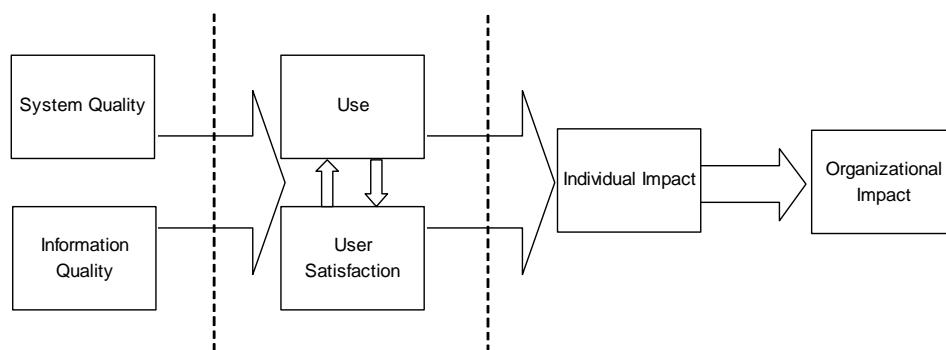 System Quality
Use
Individual Impact
Organizational
Impact
Information
Quality
User
Satisfaction